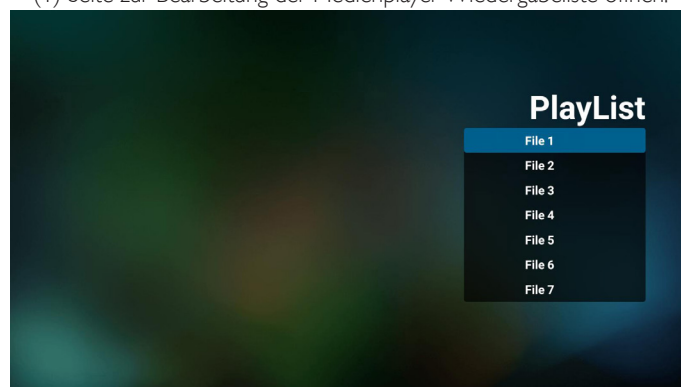 (1) Seite zur Bearbeitung der Medienplayer-Wiedergabeliste öffnen.
PlayList
File 1
File 2
File 3
File 4
File 5
File 6
File 7